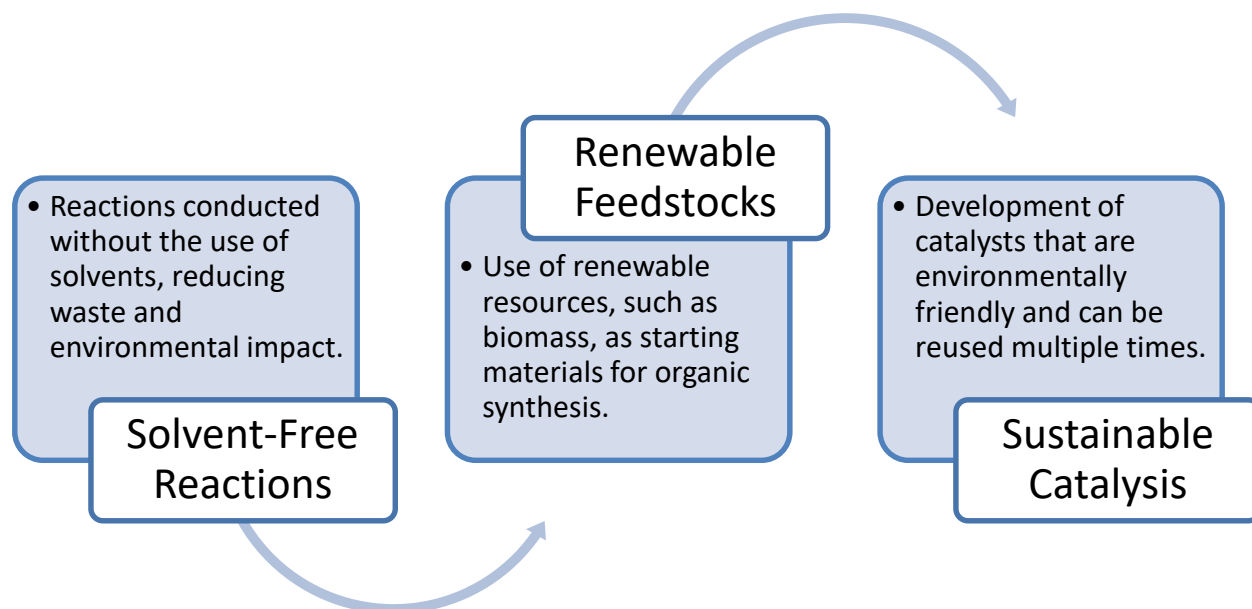 • Reactions conducted
without the use of
solvents, reducing
waste and
environmental impact.
Solvent-Free
Reactions
Renewable
Feedstocks
• Use of renewable
resources, such as
biomass, as starting
materials for organic
synthesis.
• Development of
catalysts that are
environmentally
friendly and can be
reused multiple times.
Sustainable
Catalysis